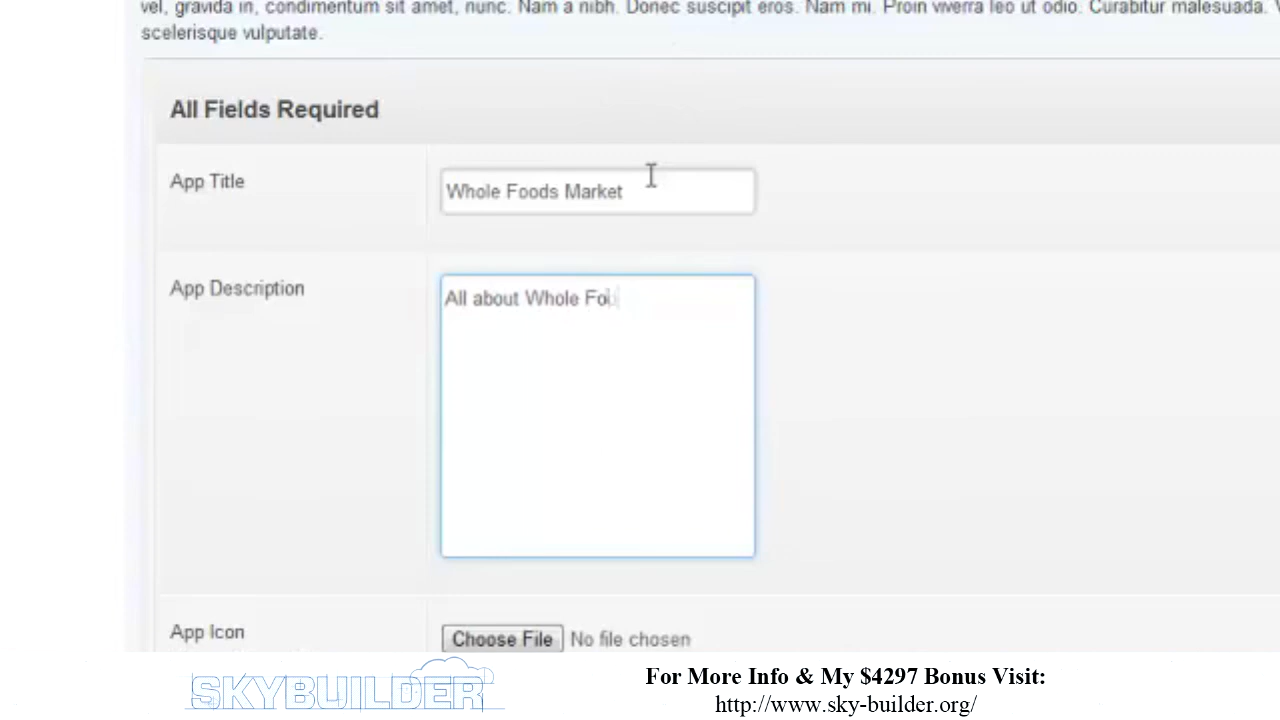 vel, gravida in, condimentum sit amet, nunc. Nam a nibh. Donec suscipit eros. Nam mi. Proin viverra leo ut odio. Curabitur malesuada.
scelerisque vulputate.
All Fields Required
App Title
Whole Foods Market
App Description
All about Whole Foo
App Icon
Choose File No file chosen
SKYBUILDER
For More Info & My $4297 Bonus Visit:
http://www.sky-builder.org/